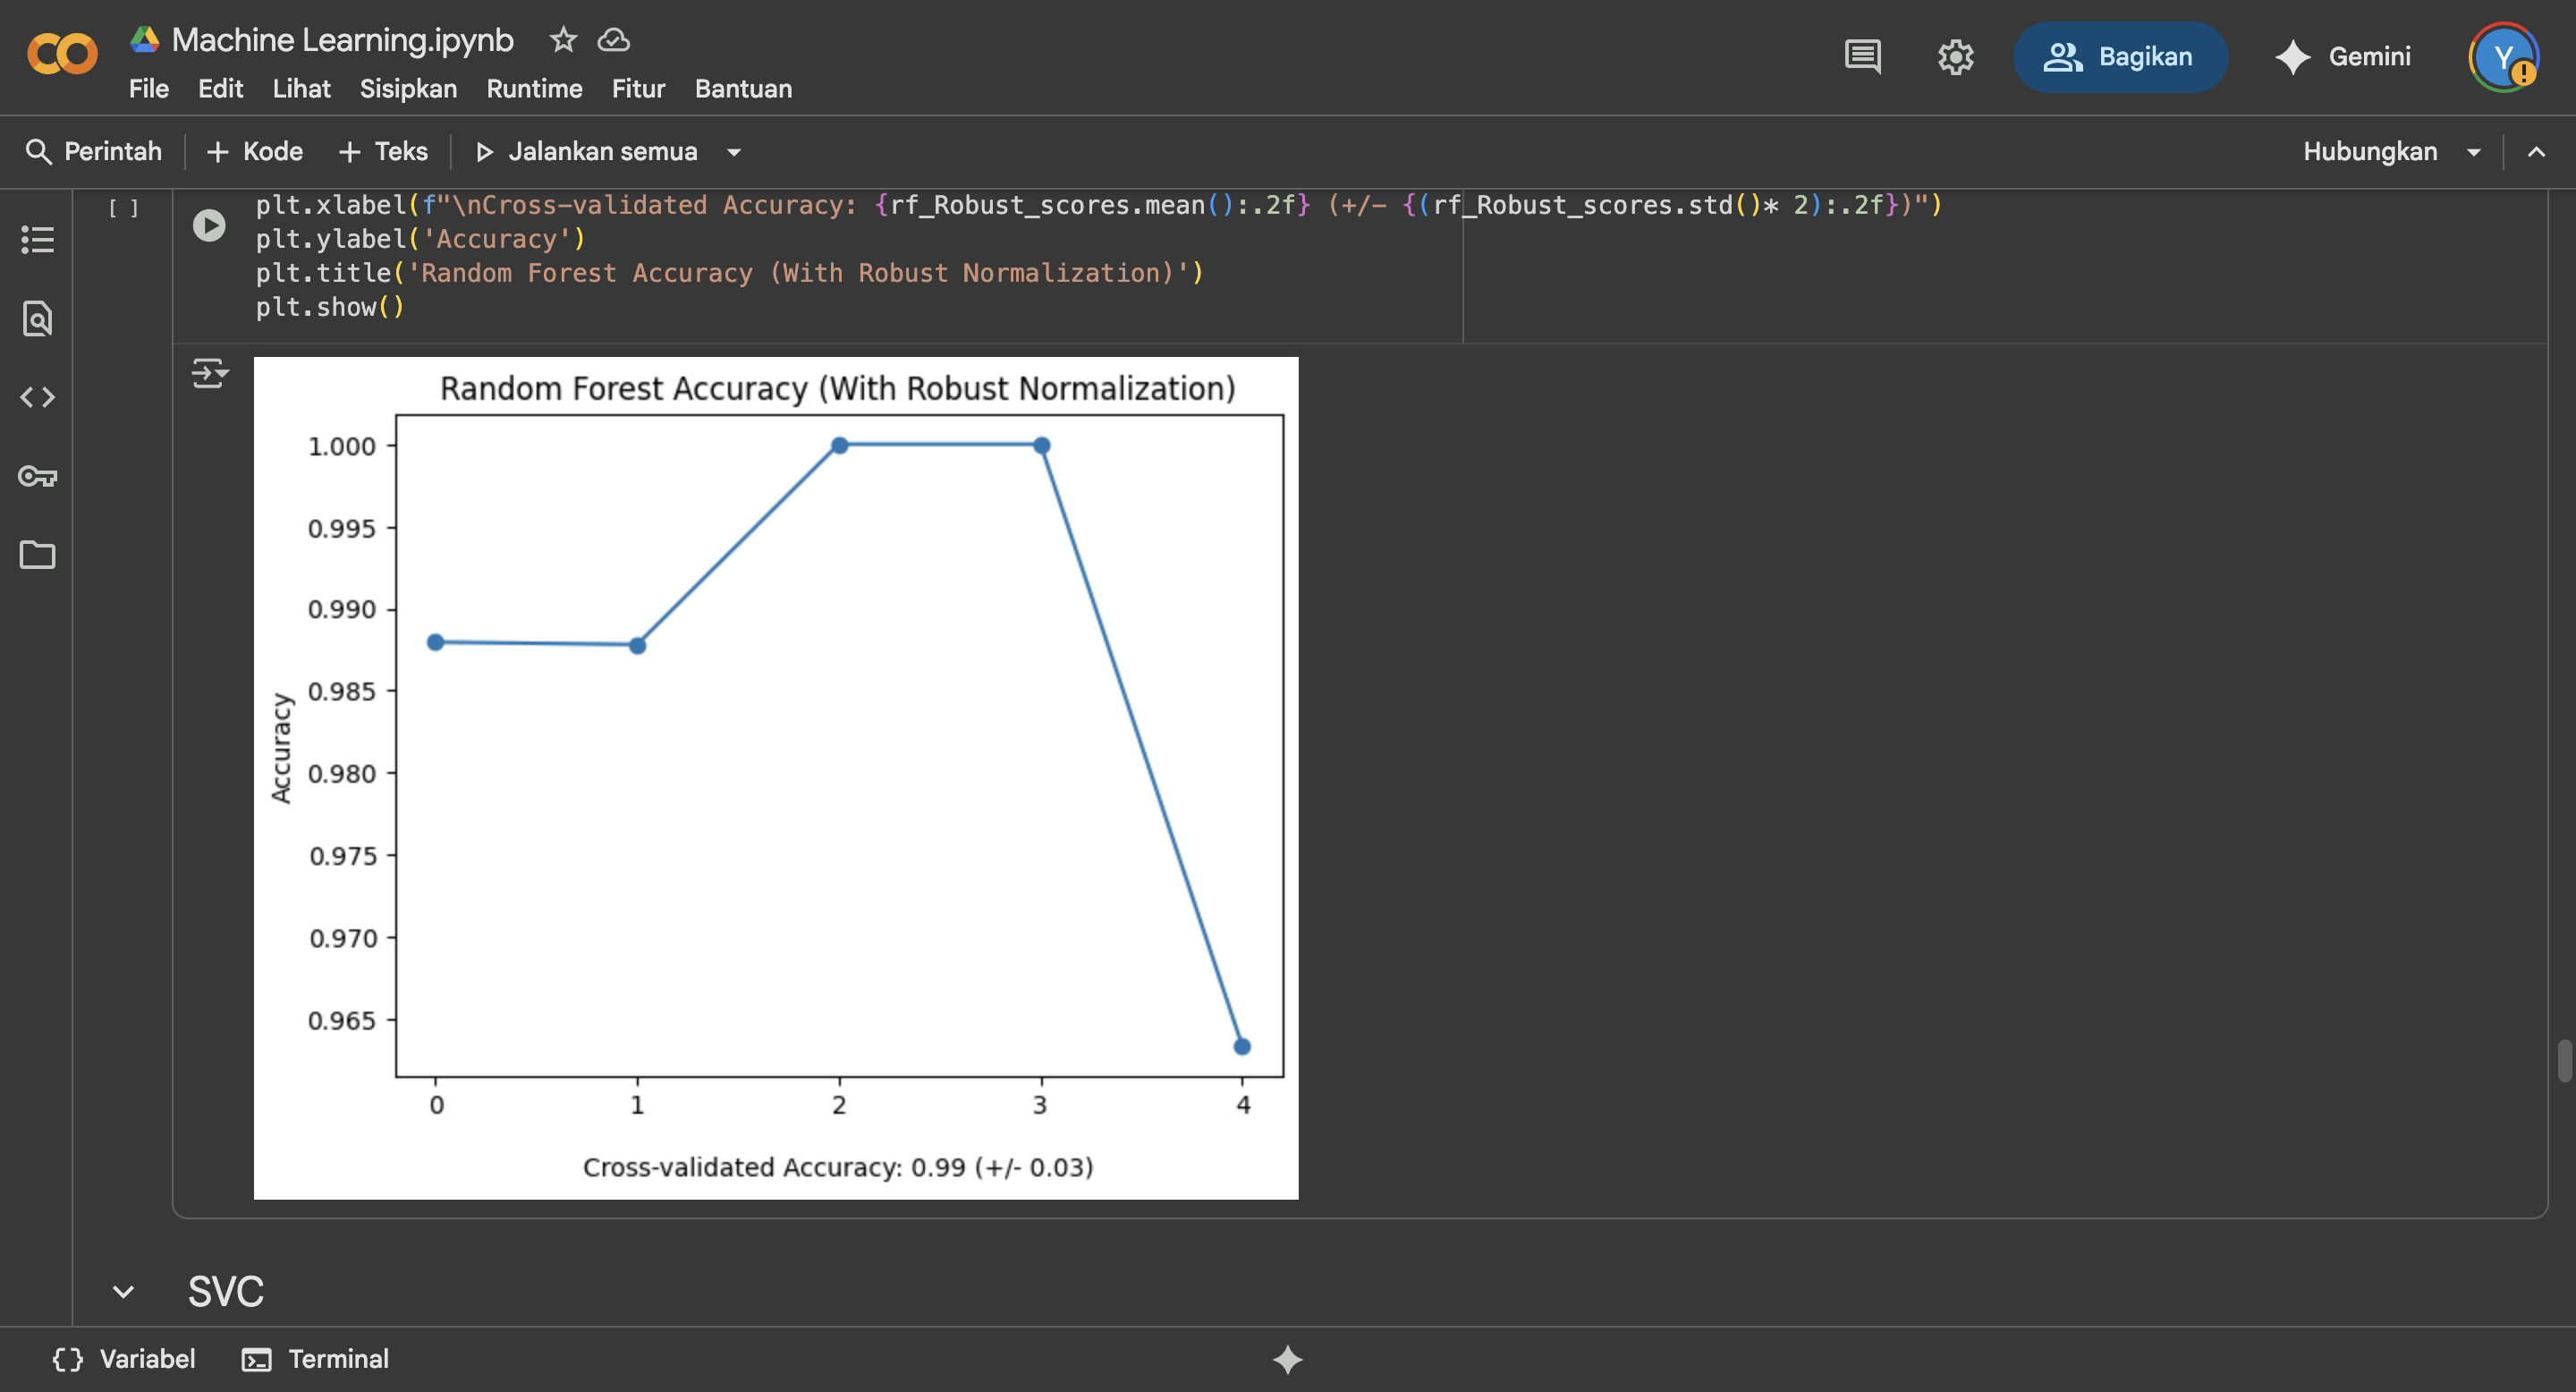 Machine Learning.ipynb
File Edit Lihat Sisipkan Runtime Fitur Bantuan
Bagikan
Gemini
Y
Perintah
Kode
Teks
Jalankan semua
Hubungkan
[ ]
plt.xlabel(f"\nCross-validated Accuracy: {rf_Robust_scores.mean():.2f} (+/- {(rf_Robust_scores.std()* 2):.2f})")
plt.ylabel('Accuracy')
plt.title('Random Forest Accuracy (With Robust Normalization)')
plt.show()
Random Forest Accuracy (With Robust Normalization)
1.000
0.995
0.990
0.985
0.980
0.975
0.970
0.965
Accuracy
0 1 2 3 4
Cross-validated Accuracy: 0.99 (+/- 0.03)
SVC
Variabel
Terminal